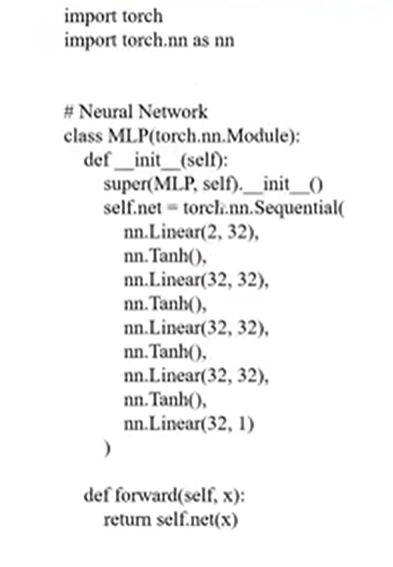 import torch
import torch.nn as nn
# Neural Network
class MLP(torch.nn.Module):
def __init__(self):
super(MLP, self).__init__()
self.net = torch.nn.Sequential(
nn.Linear(2, 32),
nn.Tanh(),
nn.Linear(32, 32),
nn.Tanh(),
nn.Linear(32, 32),
nn.Tanh(),
nn.Linear(32, 32),
nn.Tanh(),
nn.Linear(32, 1)
)
def forward(self, x):
return self.net(x)